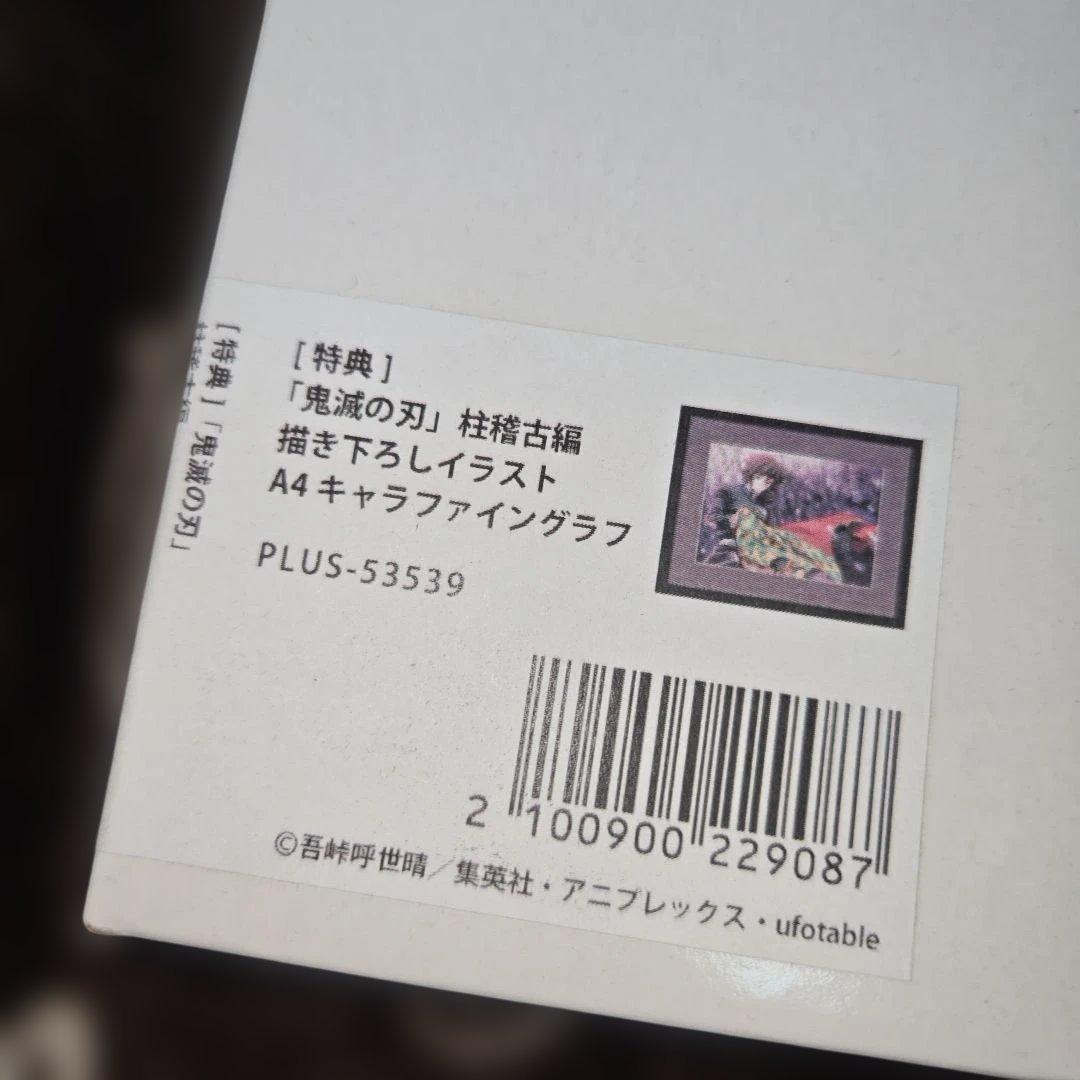 [ 特典 ]
「鬼滅の刃」柱稽古編
描き下ろしイラスト
A4 キャラファイングラフ
PLUS-53539
2 100900 229087
©吾峠呼世晴／集英社・アニプレックス・ufotable
[ 特典 ]「鬼滅の刃」